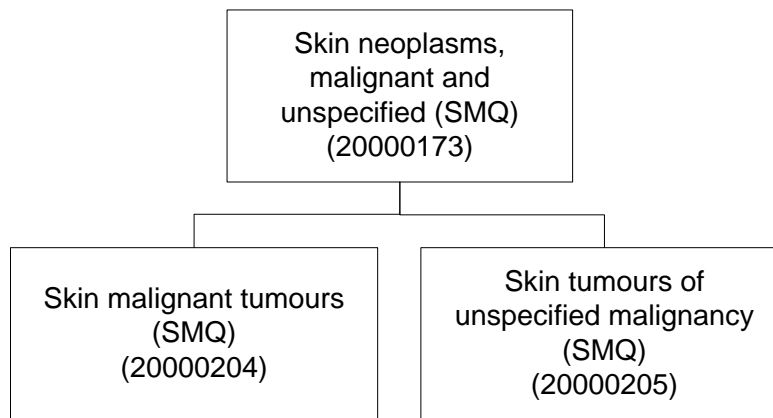 Skin neoplasms,
malignant and
unspecified (SMQ)
(20000173)
Skin malignant tumours
(SMQ)
(20000204)
Skin tumours of
unspecified malignancy
(SMQ)
(20000205)